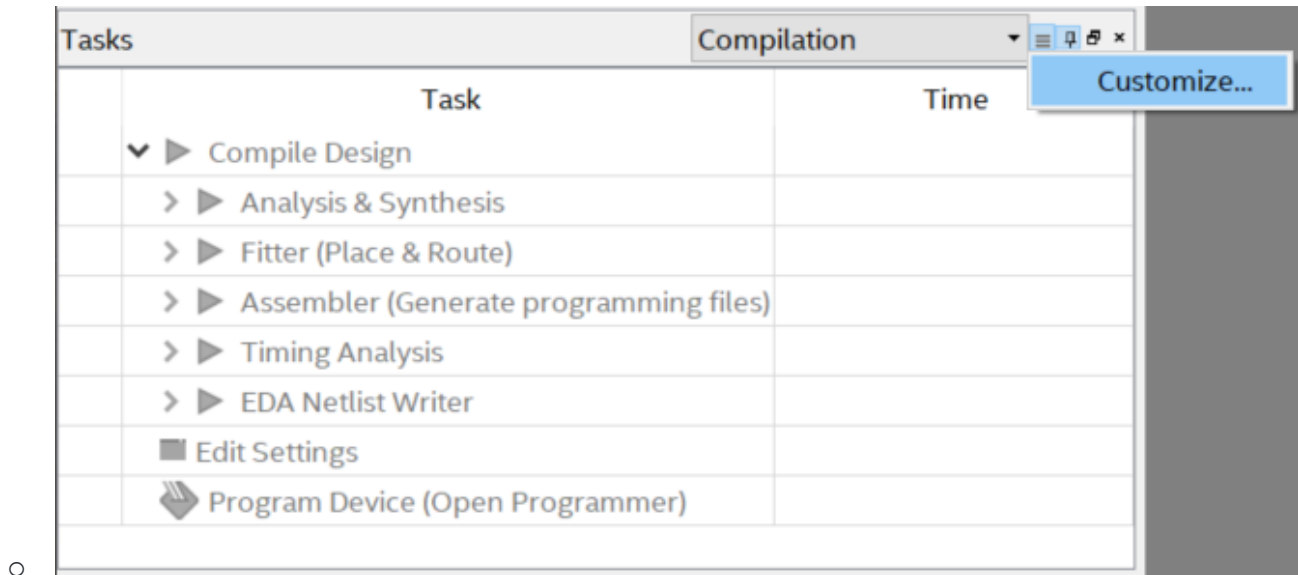 Tasks Compilation
Customize...
Task Time
Compile Design
Analysis & Synthesis
Fitter (Place & Route)
Assembler (Generate programming files)
Timing Analysis
EDA Netlist Writer
Edit Settings
Program Device (Open Programmer)